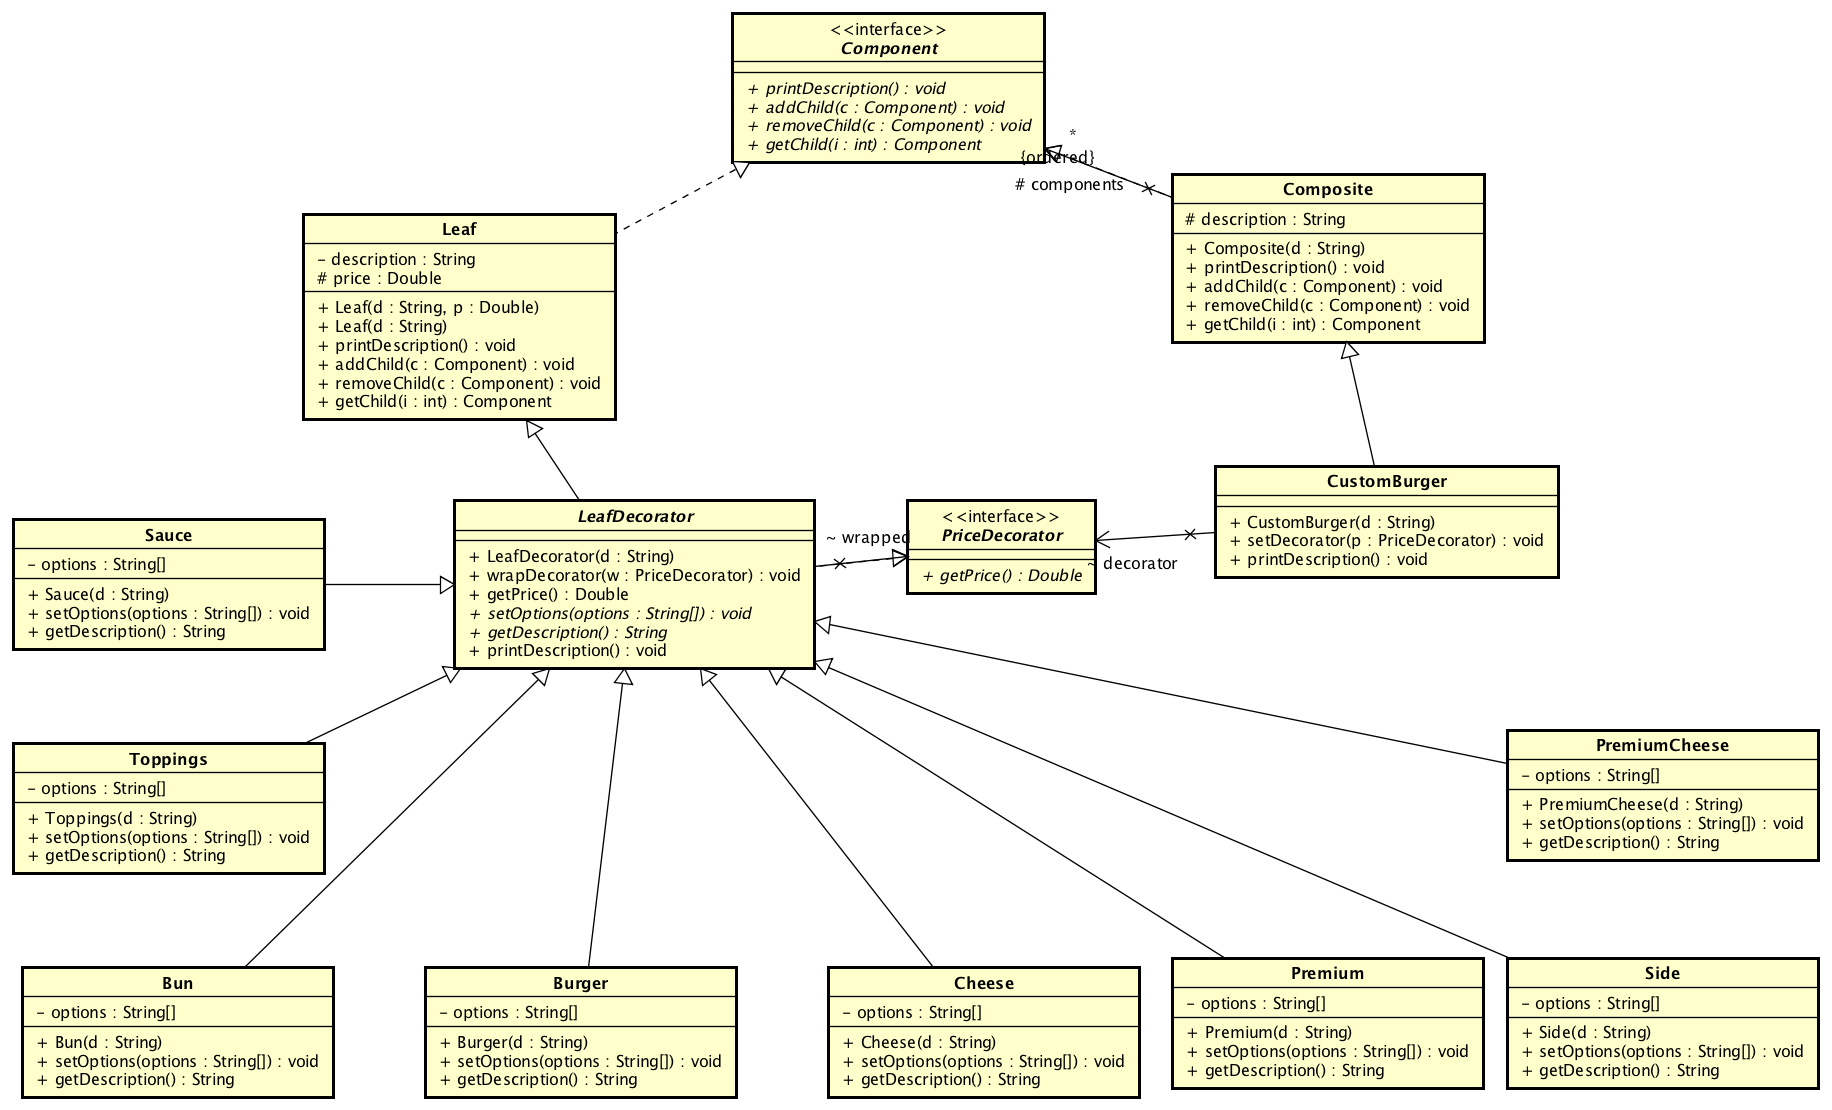 <<interface>>
Component
+ printDescription() : void
+ addChild(c : Component) : void
+ removeChild(c : Component) : void
+ getChild(i : int) : Component
*
{ordered}
# components
Composite
# description : String
+ Composite(d : String)
+ printDescription() : void
+ addChild(c : Component) : void
+ removeChild(c : Component) : void
+ getChild(i : int) : Component
Leaf
– description : String
# price : Double
+ Leaf(d : String, p : Double)
+ Leaf(d : String)
+ printDescription() : void
+ addChild(c : Component) : void
+ removeChild(c : Component) : void
+ getChild(i : int) : Component
Sauce
– options : String[]
+ Sauce(d : String)
+ setOptions(options : String[]) : void
+ getDescription() : String
LeafDecorator
+ LeafDecorator(d : String)
+ wrapDecorator(w : PriceDecorator) : void
+ getPrice() : Double
+ setOptions(options : String[]) : void
+ getDescription() : String
+ printDescription() : void
~ wrapped
<<interface>>
PriceDecorator
+ getPrice() : Double
~ decorator
CustomBurger
+ CustomBurger(d : String)
+ setDecorator(p : PriceDecorator) : void
+ printDescription() : void
Toppings
– options : String[]
+ Toppings(d : String)
+ setOptions(options : String[]) : void
+ getDescription() : String
PremiumCheese
– options : String[]
+ PremiumCheese(d : String)
+ setOptions(options : String[]) : void
+ getDescription() : String
Bun
– options : String[]
+ Bun(d : String)
+ setOptions(options : String[]) : void
+ getDescription() : String
Burger
– options : String[]
+ Burger(d : String)
+ setOptions(options : String[]) : void
+ getDescription() : String
Cheese
– options : String[]
+ Cheese(d : String)
+ setOptions(options : String[]) : void
+ getDescription() : String
Premium
– options : String[]
+ Premium(d : String)
+ setOptions(options : String[]) : void
+ getDescription() : String
Side
– options : String[]
+ Side(d : String)
+ setOptions(options : String[]) : void
+ getDescription() : String